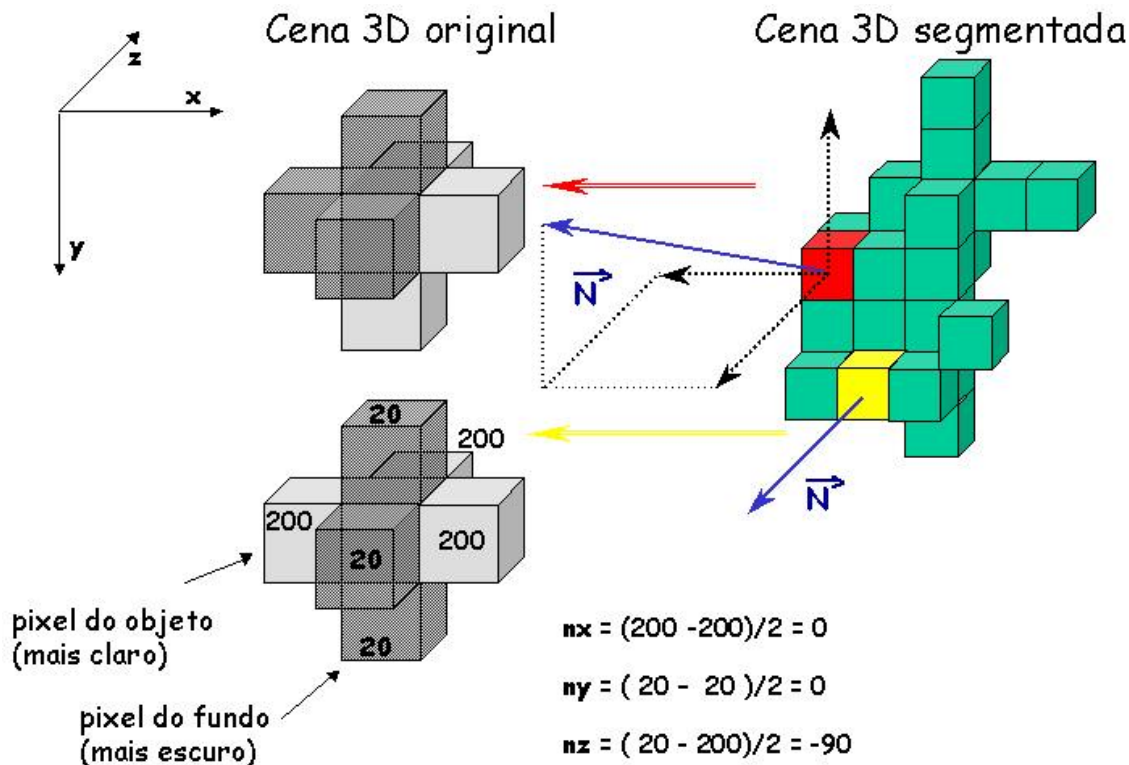 Cena 3D original
Cena 3D segmentada
z
x
y
N
20
200
200
200
20
20
N
pixel do objeto
(mais claro)
pixel do fundo
(mais escuro)
nx = (200 -200)/2 = 0
ny = ( 20 - 20 )/2 = 0
nz = ( 20 - 200)/2 = -90